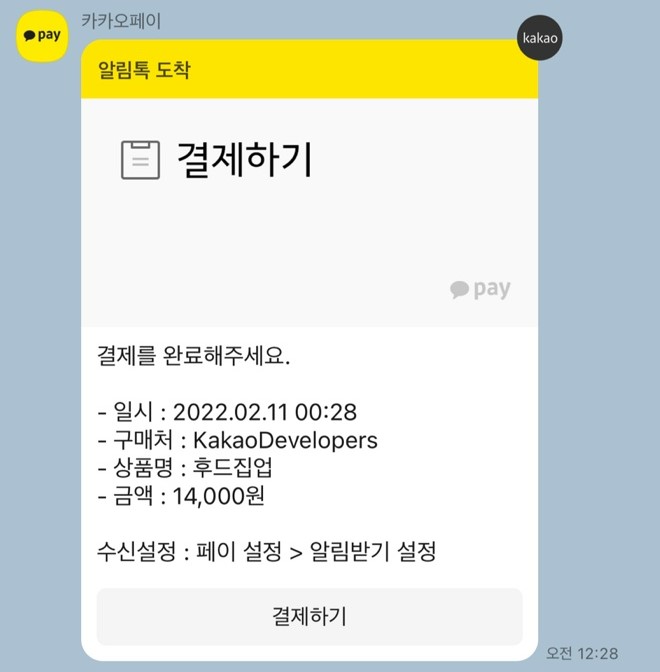 pay
카카오페이
kakao
알림톡 도착
결제하기
pay
결제를 완료해주세요.
- 일시 : 2022.02.11 00:28
- 구매처 : KakaoDevelopers
- 상품명 : 후드집업
- 금액 : 14,000원
수신설정 : 페이 설정 > 알림받기 설정
결제하기
오전 12:28